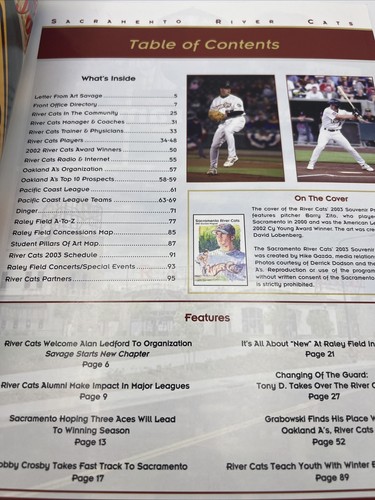 SACRAMENTO RIVER CATS
Table of Contents
What's Inside
Letter From Art Savage 5
Front Office Directory 7
River Cats In The Community 25
River Cats Manager & Coaches 31
River Cats Trainer & Physicians 33
River Cats Players 34-48
2002 River Cats Award Winners 50
River Cats Radio & Internet 55
Oakland A's Organization 57
Oakland A's Top 10 Prospects 58-59
Pacific Coast League 61
Pacific Coast League Teams 63-69
Dinger 71
Raley Field A-To-Z 77
Raley Field Concessions Map 85
Student Pillars Of Art Map 87
River Cats 2003 Schedule 91
Raley Field Concerts/Special Events 93
River Cats Partners 95
Sacramento River Cats
On The Cover
The cover of the River Cats' 2003 Souvenir
features pitcher Barry Zito, who
Sacramento in 2000 and was the American
2002 Cy Young Award Winner. The art was
David Lobenberg.
The Sacramento River Cats' 2003 Souvenir
was created by Mike Gazda, media
Photos courtesy of Derrick Dodson and the
A's. Reproduction or use of the
without written consent of the Sacramento
is strictly prohibited.
Features
River Cats Welcome Alan Ledford To Organization
Savage Starts New Chapter
Page 6
River Cats Alumni Make Impact In Major Leagues
Page 9
Sacramento Hoping Three Aces Will Lead
To Winning Season
Page 13
obby Crosby Takes Fast Track To Sacramento
Page 17
It's All About "New" At Raley Field
Page 21
Changing Of The Guard:
Tony D. Takes Over The River
Page 27
Grabowski Finds His Place
Oakland A's, River Cats
Page 52
River Cats Teach Youth With Winter
Page 89